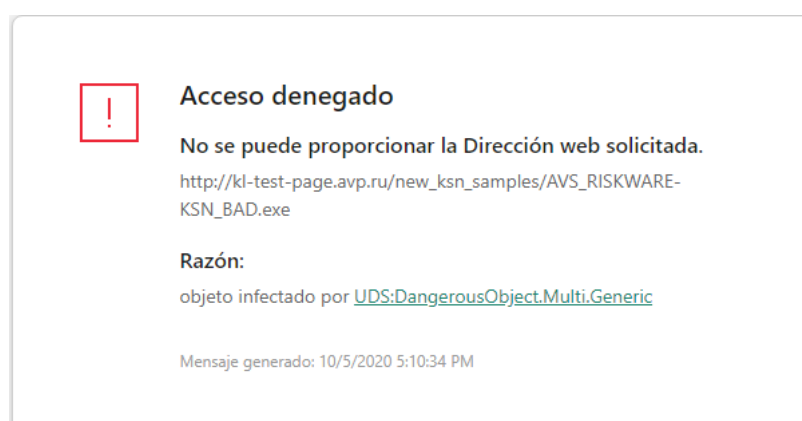 !
Acceso denegado
No se puede proporcionar la Dirección web solicitada.
http://kl-test-page.avp.ru/new_ksn_samples/AVS_RISKWARE-
KSN_BAD.exe
Razón:
objeto infectado por UDS:DangerousObject.Multi.Generic
Mensaje generado: 10/5/2020 5:10:34 PM